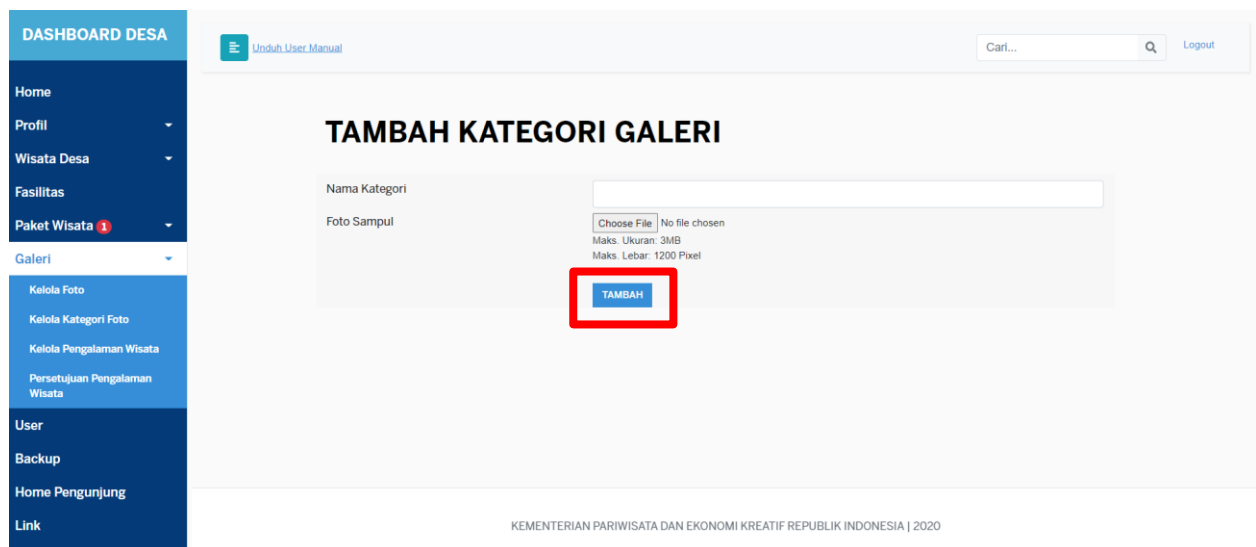 DASHBOARD DESA
Unduh User Manual
Cari...
Logout
Home
Profil
Wisata Desa
Fasilitas
Paket Wisata 1
Galeri
Kelola Foto
Kelola Kategori Foto
Kelola Pengalaman Wisata
Persetujuan Pengalaman
Wisata
User
Backup
Home Pengunjung
Link
TAMBAH KATEGORI GALERI
Nama Kategori
Foto Sampul
Choose File No file chosen
Maks. Ukuran: 3MB
Maks. Lebar: 1200 Pixel
TAMBAH
KEMENTERIAN PARIWISATA DAN EKONOMI KREATIF REPUBLIK INDONESIA | 2020